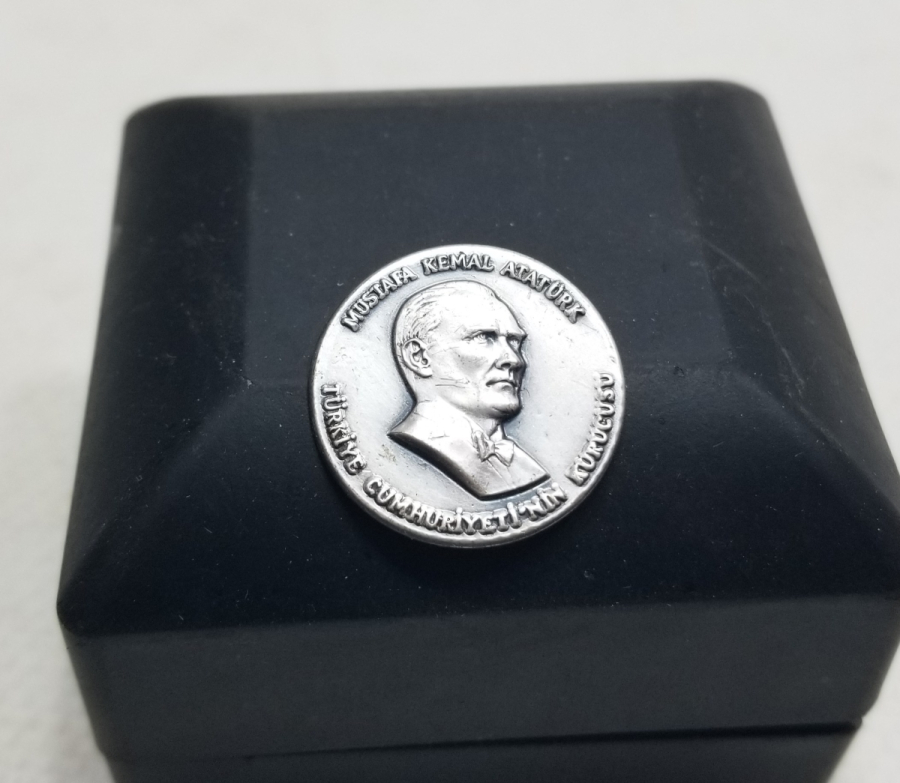 MUSTAFA KEMAL ATATÜRK
TÜRKİYE CUMHURİYETİ'NİN KURUCUSU